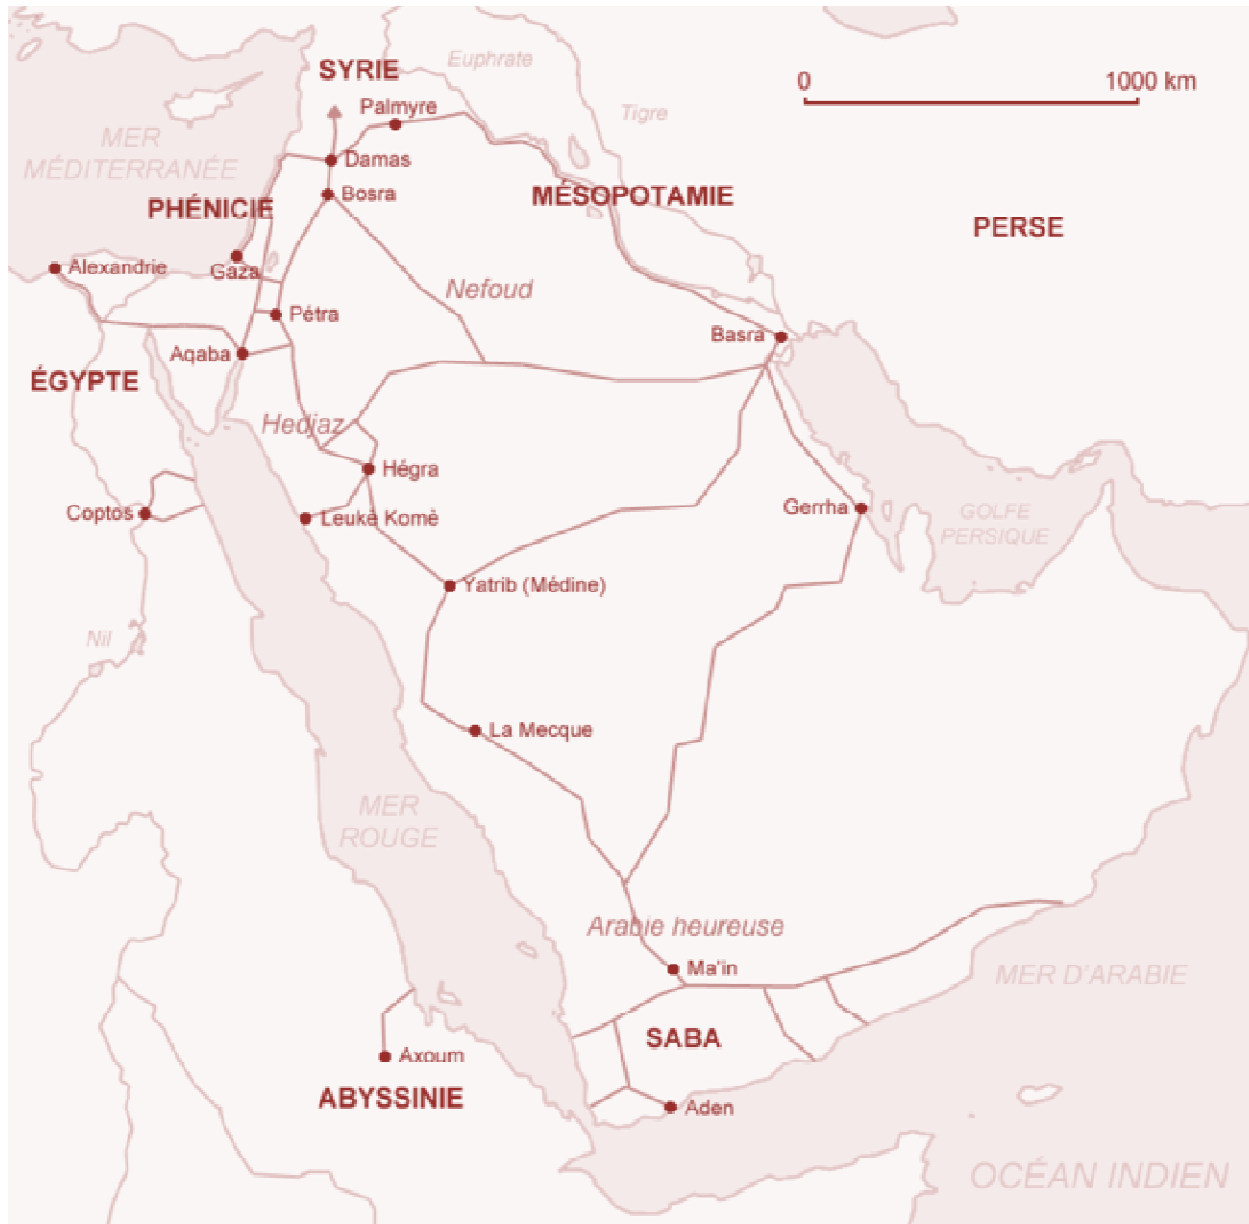 Euphrate
SYRIE
0
1000 km
Palmyre
Tigre
MER
MÉDITERRANÉE
Damas
Bosra
MÉSOPOTAMIE
PHÉNICIE
PERSE
Alexandrie
Gaza
Nefoud
Pétra
Basra
Aqaba
ÉGYPTE
Hedjaz
Hégra
Coptos
Leukè Komè
Gerrha
GOLFE
PERSIQUE
Yatrib (Médine)
Nil
La Mecque
MER
ROUGE
Arabie heureuse
Ma'in
MER D'ARABIE
SABA
Axoum
ABYSSINIE
Aden
OCÉAN INDIEN